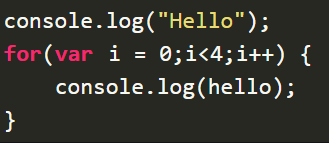 console.log("Hello");
for(var i = 0;i<4;i++) {
    console.log(hello);
}